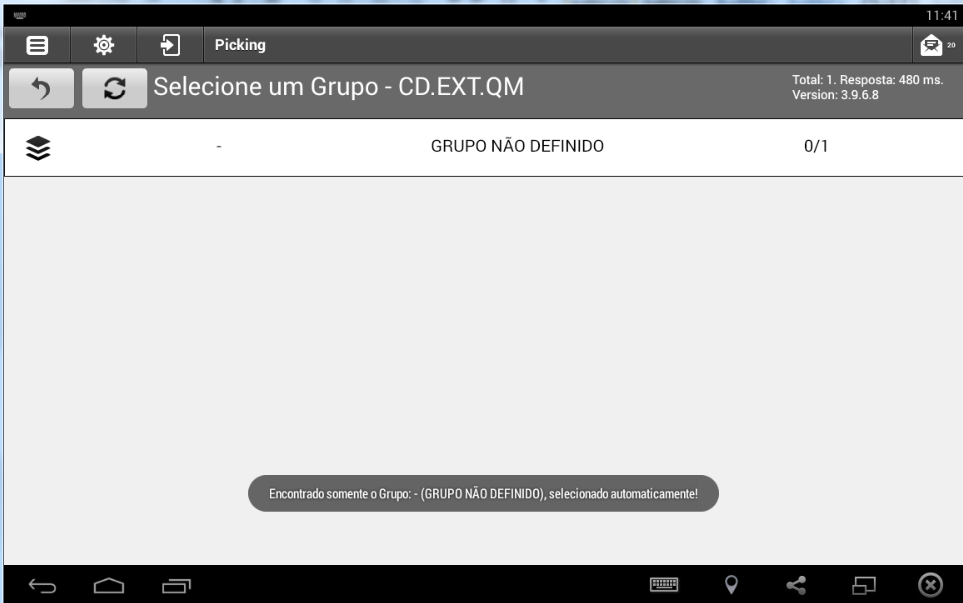 11:41
Picking
20
Selecione um Grupo - CD.EXT.QM
Total: 1. Resposta: 480 ms.
Version: 3.9.6.8
- GRUPO NÃO DEFINIDO 0/1
Encontrado somente o Grupo: - (GRUPO NÃO DEFINIDO), selecionado automaticamente!